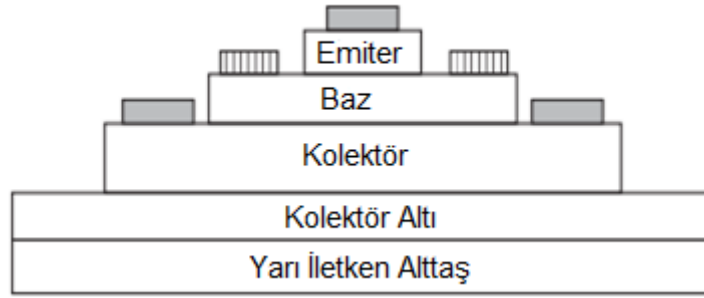 Emiter
Baz
Kolektör
Kolektör Altı
Yarı İletken Alttaş